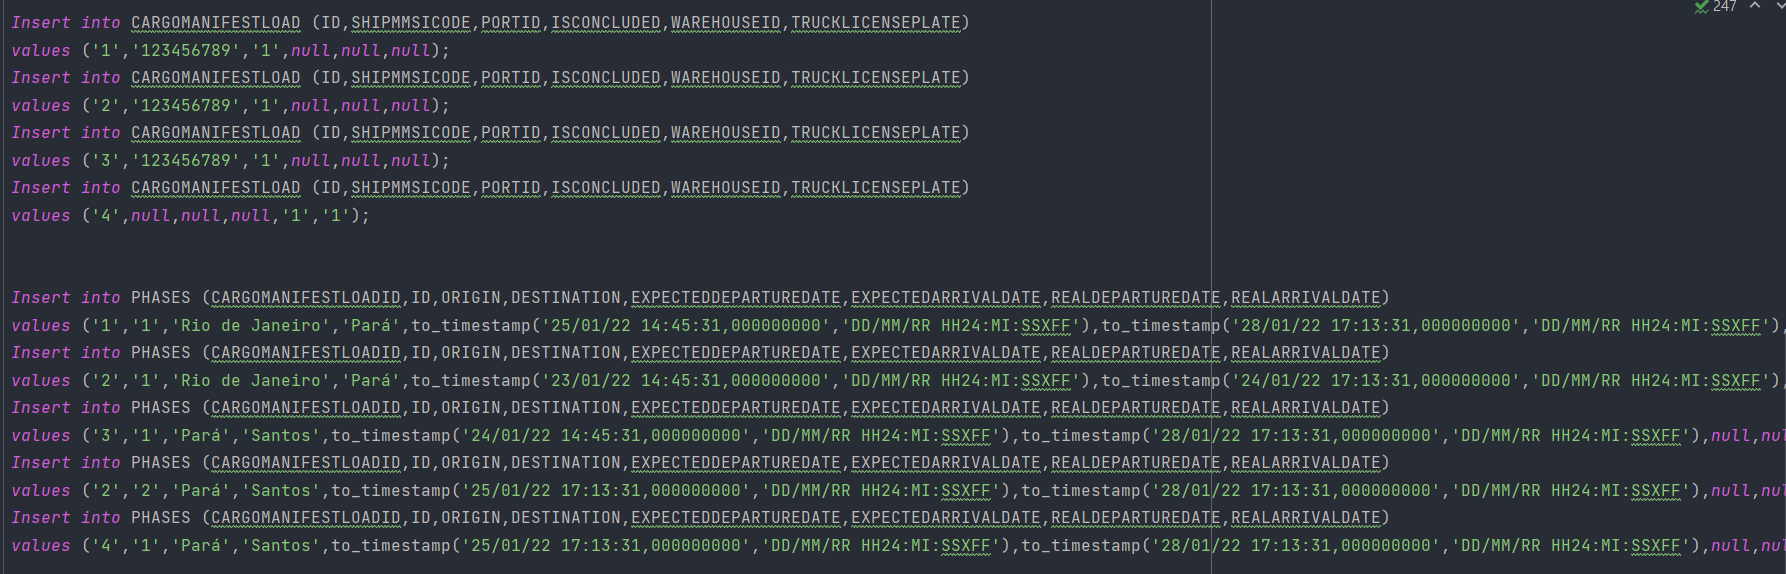 247
Insert into CARGOMANIFESTLOAD (ID,SHIPMMSICODE,PORTID,ISCONCLUDED,WAREHOUSEID,TRUCKLICENSEPLATE)
values ('1','123456789','1',null,null,null);
Insert into CARGOMANIFESTLOAD (ID,SHIPMMSICODE,PORTID,ISCONCLUDED,WAREHOUSEID,TRUCKLICENSEPLATE)
values ('2','123456789','1',null,null,null);
Insert into CARGOMANIFESTLOAD (ID,SHIPMMSICODE,PORTID,ISCONCLUDED,WAREHOUSEID,TRUCKLICENSEPLATE)
values ('3','123456789','1',null,null,null);
Insert into CARGOMANIFESTLOAD (ID,SHIPMMSICODE,PORTID,ISCONCLUDED,WAREHOUSEID,TRUCKLICENSEPLATE)
values ('4',null,null,null,'1','1');
Insert into PHASES (CARGOMANIFESTLOADID,ID,ORIGIN,DESTINATION,EXPECTEDDEPARTUREDATE,EXPECTEDARRIVALDATE,REALDEPARTUREDATE,REALARRIVALDATE)
values ('1','1','Rio de Janeiro','Pará',to_timestamp('25/01/22 14:45:31,000000000','DD/MM/RR HH24:MI:SSXFF'),to_timestamp('28/01/22 17:13:31,000000000','DD/MM/RR HH24:MI:SSXFF'),
Insert into PHASES (CARGOMANIFESTLOADID,ID,ORIGIN,DESTINATION,EXPECTEDDEPARTUREDATE,EXPECTEDARRIVALDATE,REALDEPARTUREDATE,REALARRIVALDATE)
values ('2','1','Rio de Janeiro','Pará',to_timestamp('23/01/22 14:45:31,000000000','DD/MM/RR HH24:MI:SSXFF'),to_timestamp('24/01/22 17:13:31,000000000','DD/MM/RR HH24:MI:SSXFF'),
Insert into PHASES (CARGOMANIFESTLOADID,ID,ORIGIN,DESTINATION,EXPECTEDDEPARTUREDATE,EXPECTEDARRIVALDATE,REALDEPARTUREDATE,REALARRIVALDATE)
values ('3','1','Pará','Santos',to_timestamp('24/01/22 14:45:31,000000000','DD/MM/RR HH24:MI:SSXFF'),to_timestamp('28/01/22 17:13:31,000000000','DD/MM/RR HH24:MI:SSXFF'),null,nul
Insert into PHASES (CARGOMANIFESTLOADID,ID,ORIGIN,DESTINATION,EXPECTEDDEPARTUREDATE,EXPECTEDARRIVALDATE,REALDEPARTUREDATE,REALARRIVALDATE)
values ('2','2','Pará','Santos',to_timestamp('25/01/22 17:13:31,000000000','DD/MM/RR HH24:MI:SSXFF'),to_timestamp('28/01/22 17:13:31,000000000','DD/MM/RR HH24:MI:SSXFF'),null,nul
Insert into PHASES (CARGOMANIFESTLOADID,ID,ORIGIN,DESTINATION,EXPECTEDDEPARTUREDATE,EXPECTEDARRIVALDATE,REALDEPARTUREDATE,REALARRIVALDATE)
values ('4','1','Pará','Santos',to_timestamp('25/01/22 17:13:31,000000000','DD/MM/RR HH24:MI:SSXFF'),to_timestamp('28/01/22 17:13:31,000000000','DD/MM/RR HH24:MI:SSXFF'),null,nul